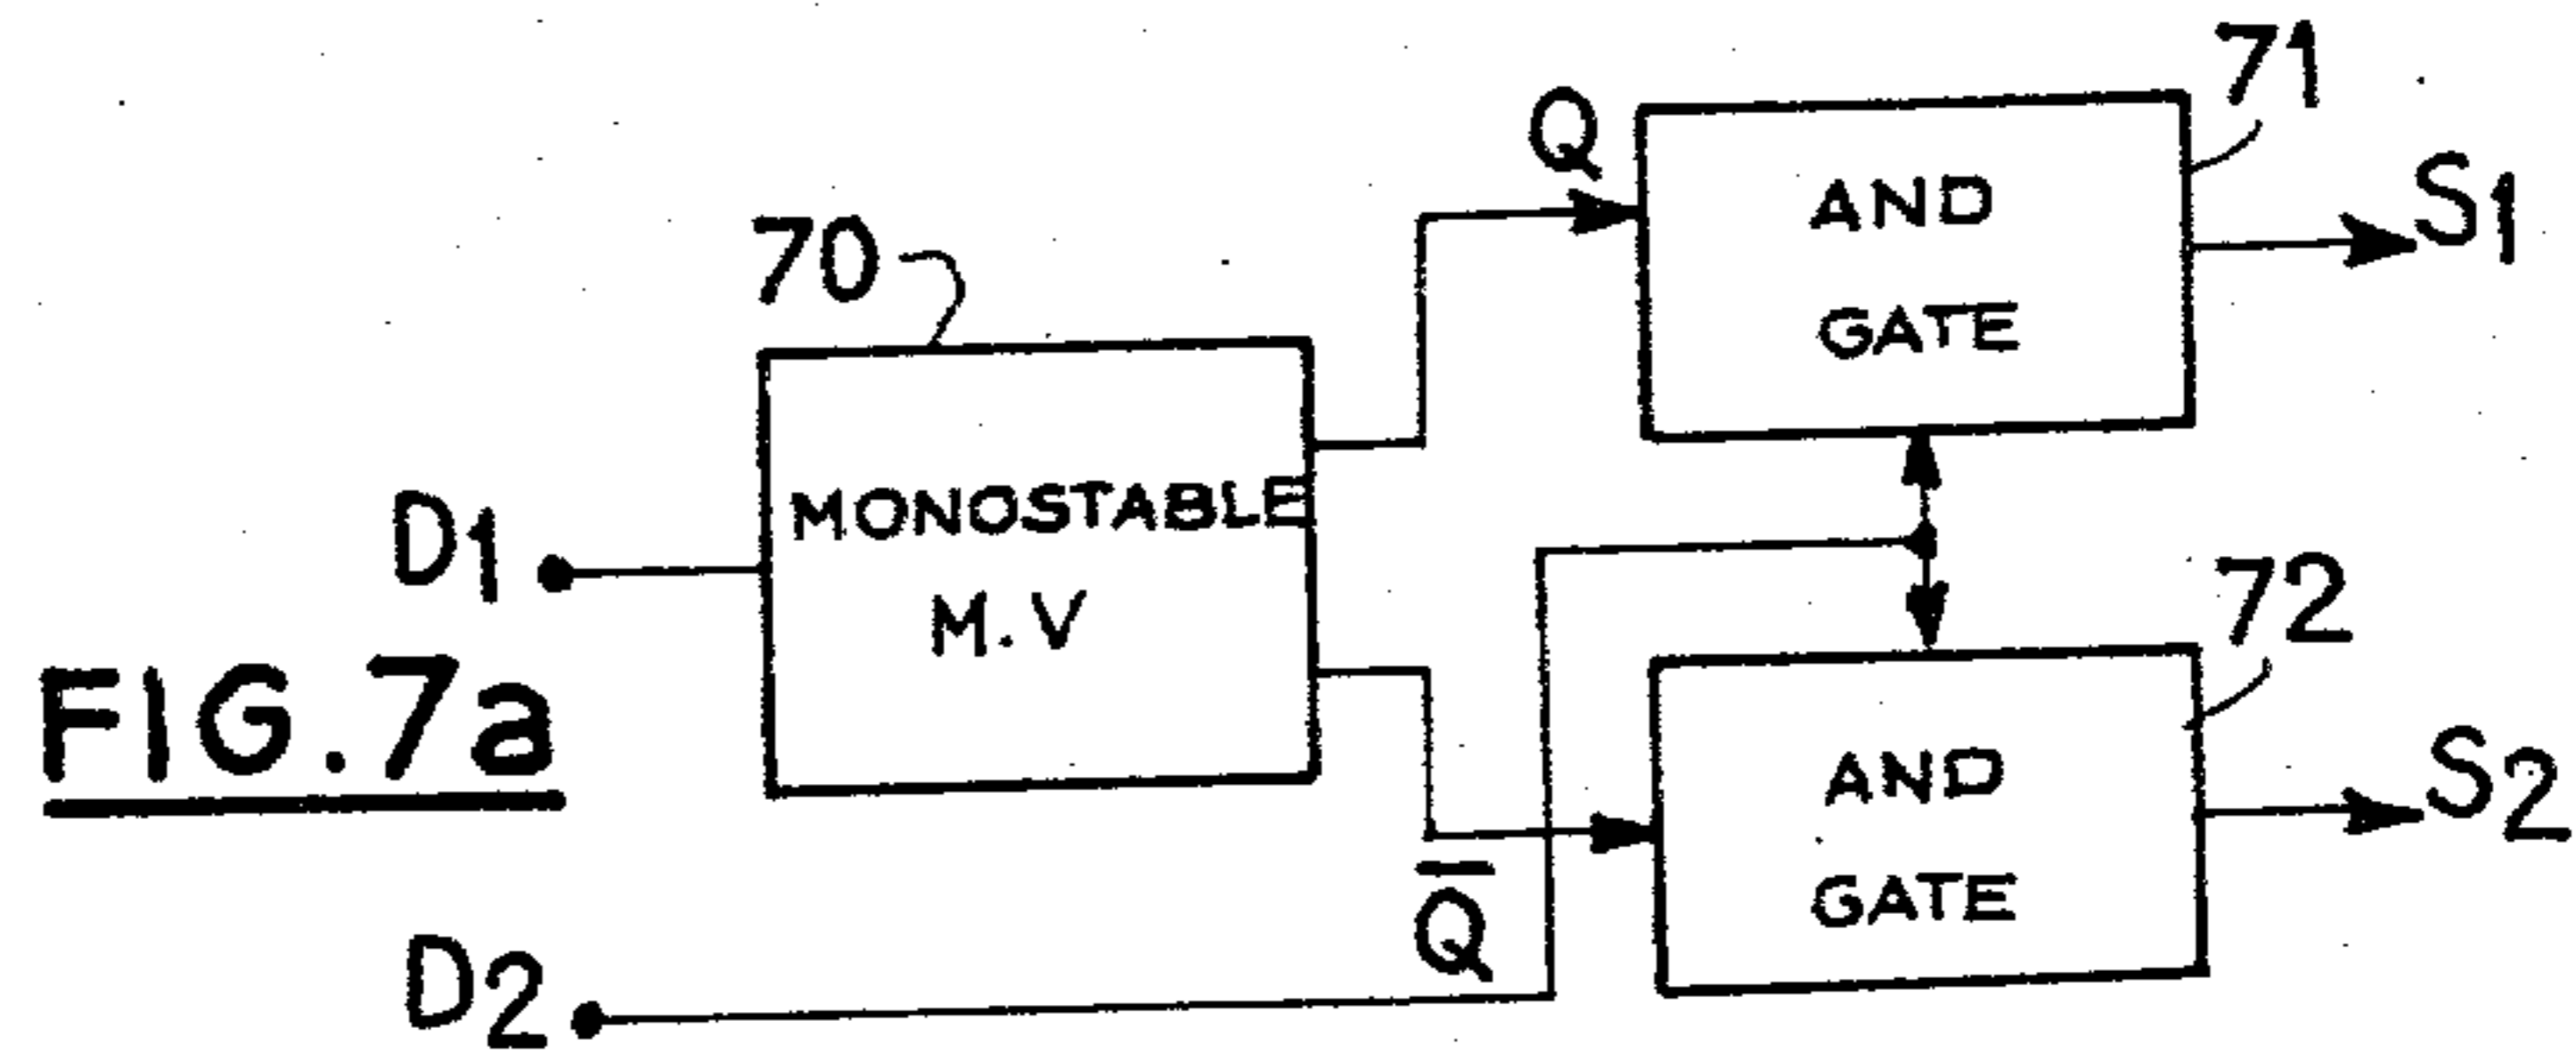 71
Q
AND
GATE
S1
70
MONOSTABLE
M.V
D1
72
FIG.7a
AND
GATE
S2
Q̅
D2